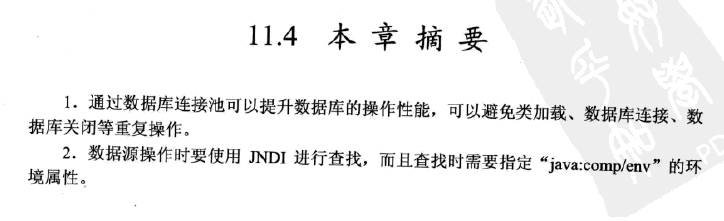 11.4 本章摘要
1．通过数据库连接池可以提升数据库的操作性能，可以避免类加载、数据库连接、数
据库关闭等重复操作。
2．数据源操作时要使用 JNDI 进行查找，而且查找时需要指定“java:comp/env”的环
境属性。